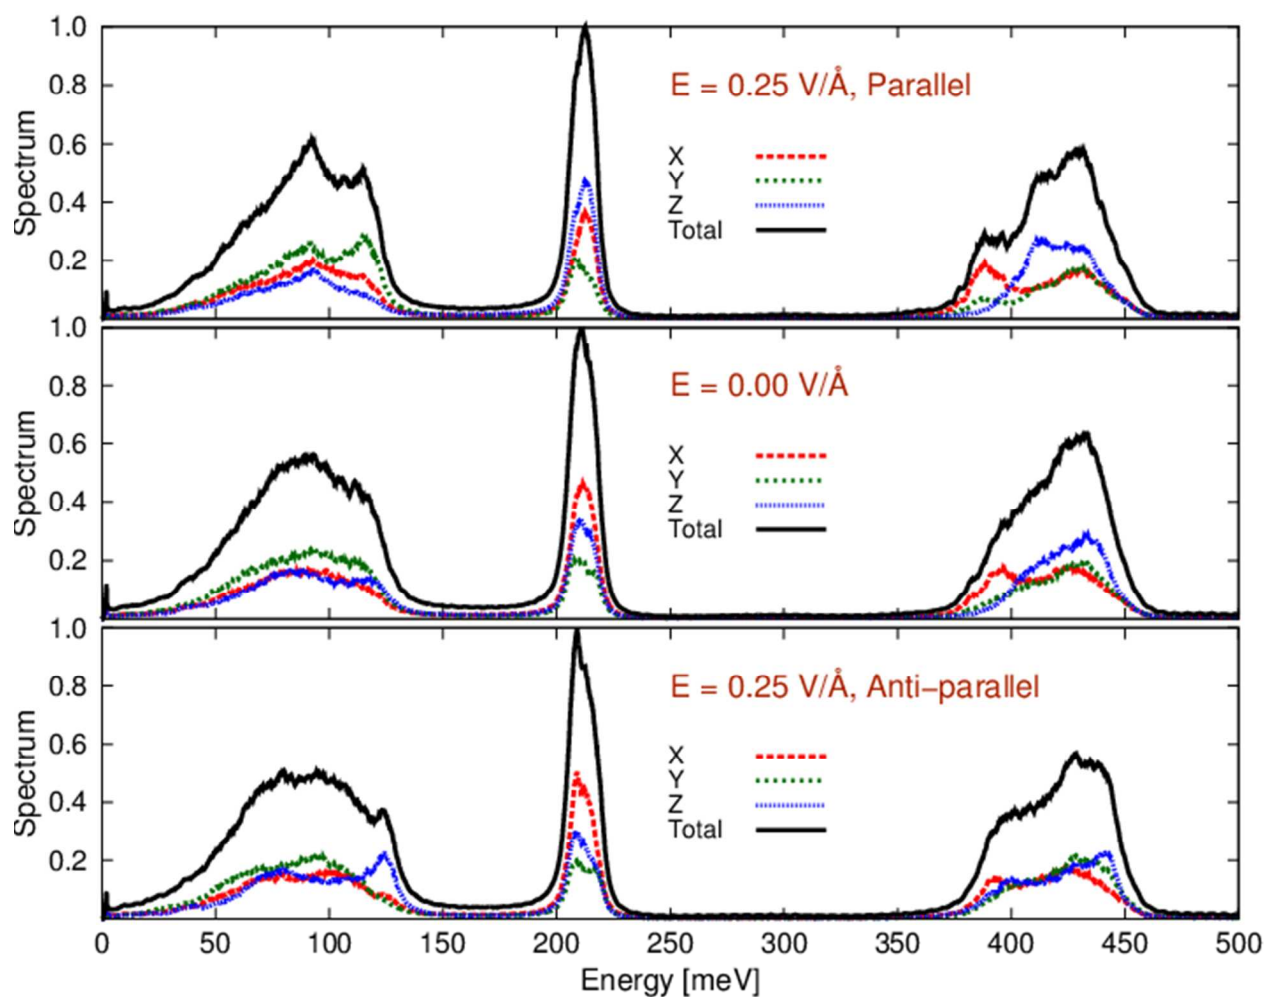 1.0
0.8
0.6
0.4
0.2
Spectrum
E = 0.25 V/Å, Parallel
X
Y
Z
Total
1.0
0.8
0.6
0.4
0.2
Spectrum
E = 0.00 V/Å
X
Y
Z
Total
1.0
0.8
0.6
0.4
0.2
Spectrum
E = 0.25 V/Å, Anti−parallel
X
Y
Z
Total
0 50 100 150 200 250 300 350 400 450 500
Energy [meV]